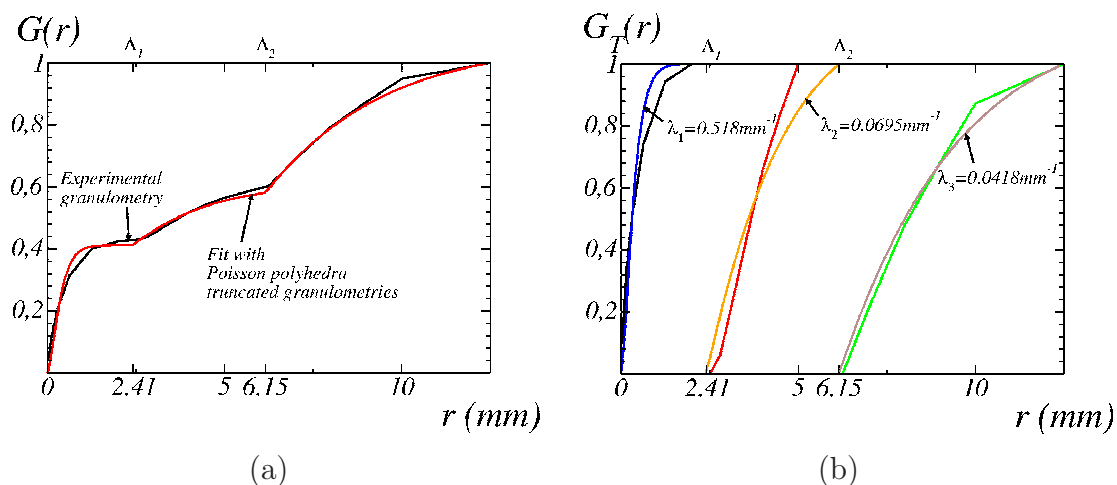 G(r)
Λ1
Λ2
1
0,8
0,6
0,4
0,2
Experimental
granulometry
Fit with
Poisson polyhedra
truncated granulometries
0
2.41
5
6.15
10
r (mm)
(a)
G_T(r)
Λ1
Λ2
1
0,8
0,6
0,4
0,2
λ1=0.518mm⁻¹
λ2=0.0695mm⁻¹
λ3=0.0418mm⁻¹
0
2.41
5
6.15
10
r (mm)
(b)